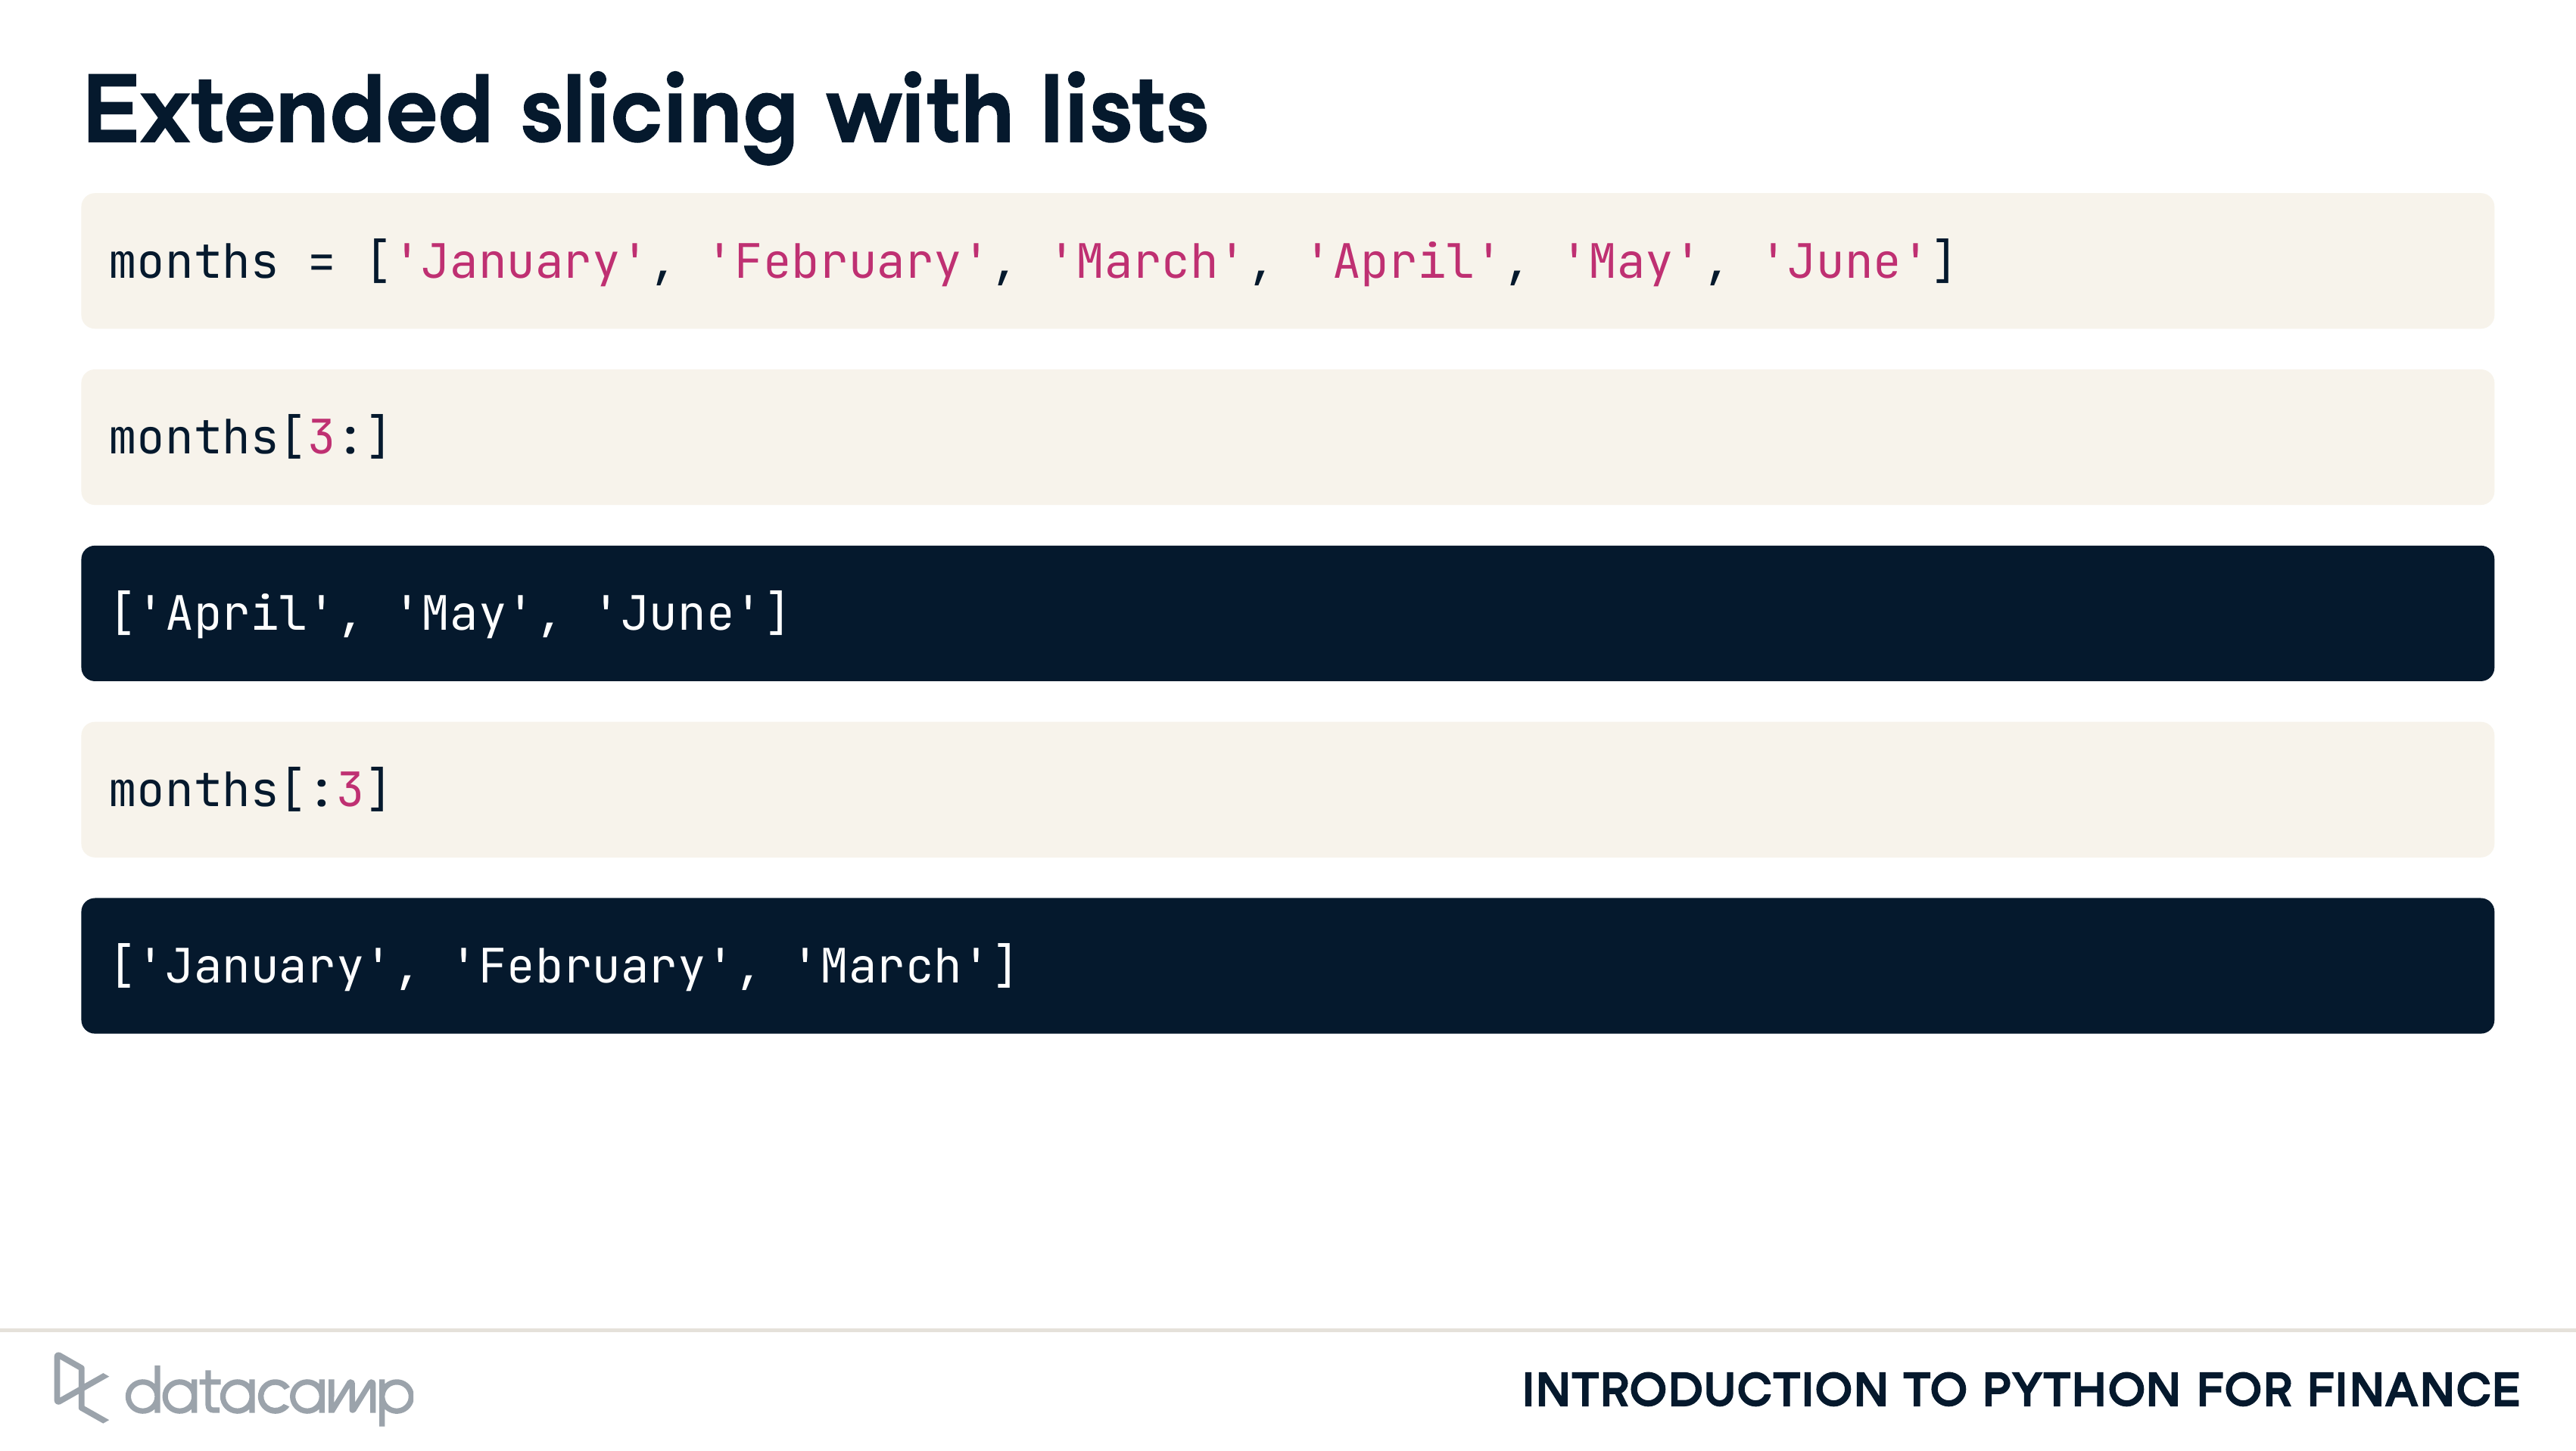 Extended slicing with lists
months = ['January', 'February', 'March', 'April', 'May', 'June']
months[3:]
['April', 'May', 'June']
months[:3]
['January', 'February', 'March']
datacamp
INTRODUCTION TO PYTHON FOR FINANCE